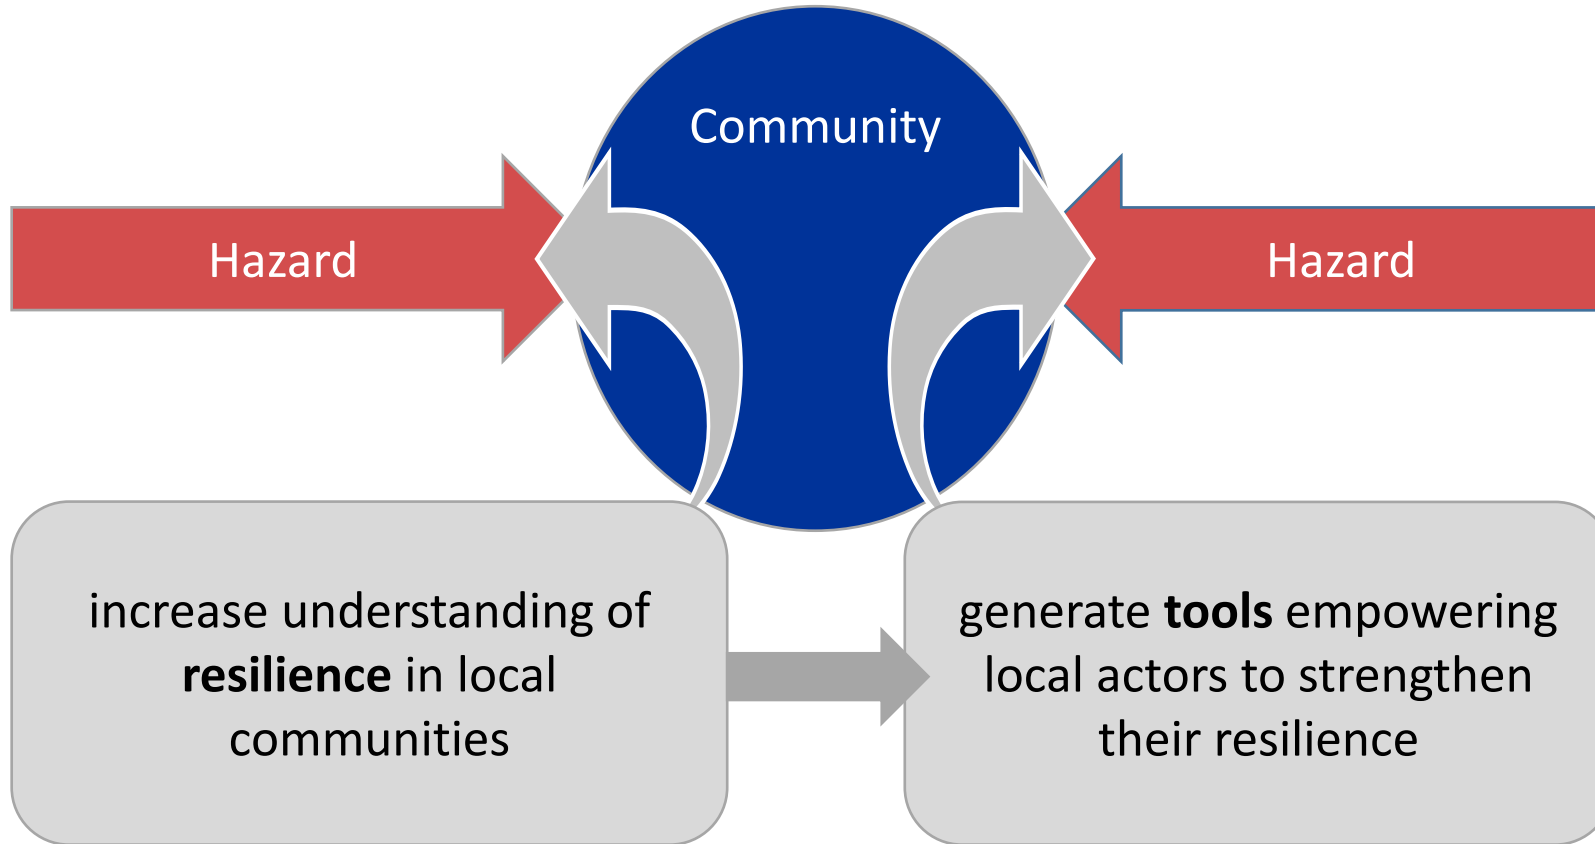 Community
Hazard
Hazard
increase understanding of
resilience in local
communities
generate tools empowering
local actors to strengthen
their resilience